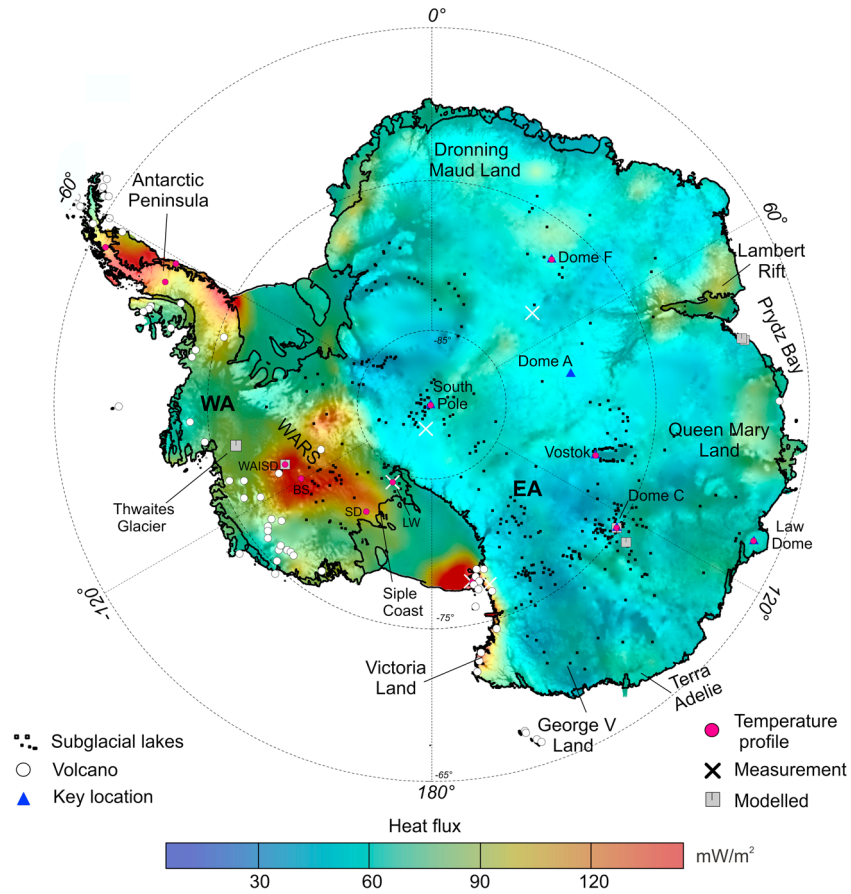 0°
Dronning
Maud Land
-60°
Antarctic
Peninsula
60°
Dome F
Lambert
Rift
Prydz Bay
-85°
Dome A
South
Pole
WA
WARS
Queen Mary
Land
WAISD
Vostok
BS
EA
Thwaites
Glacier
SD
LW
Dome C
Law
Dome
Siple
Coast
-120°
120°
-75°
Victoria
Land
Terra
Adelie
George V
Land
-65°
180°
Subglacial lakes
Volcano
Key location
Temperature
profile
Measurement
Modelled
Heat flux
mW/m²
30
60
90
120